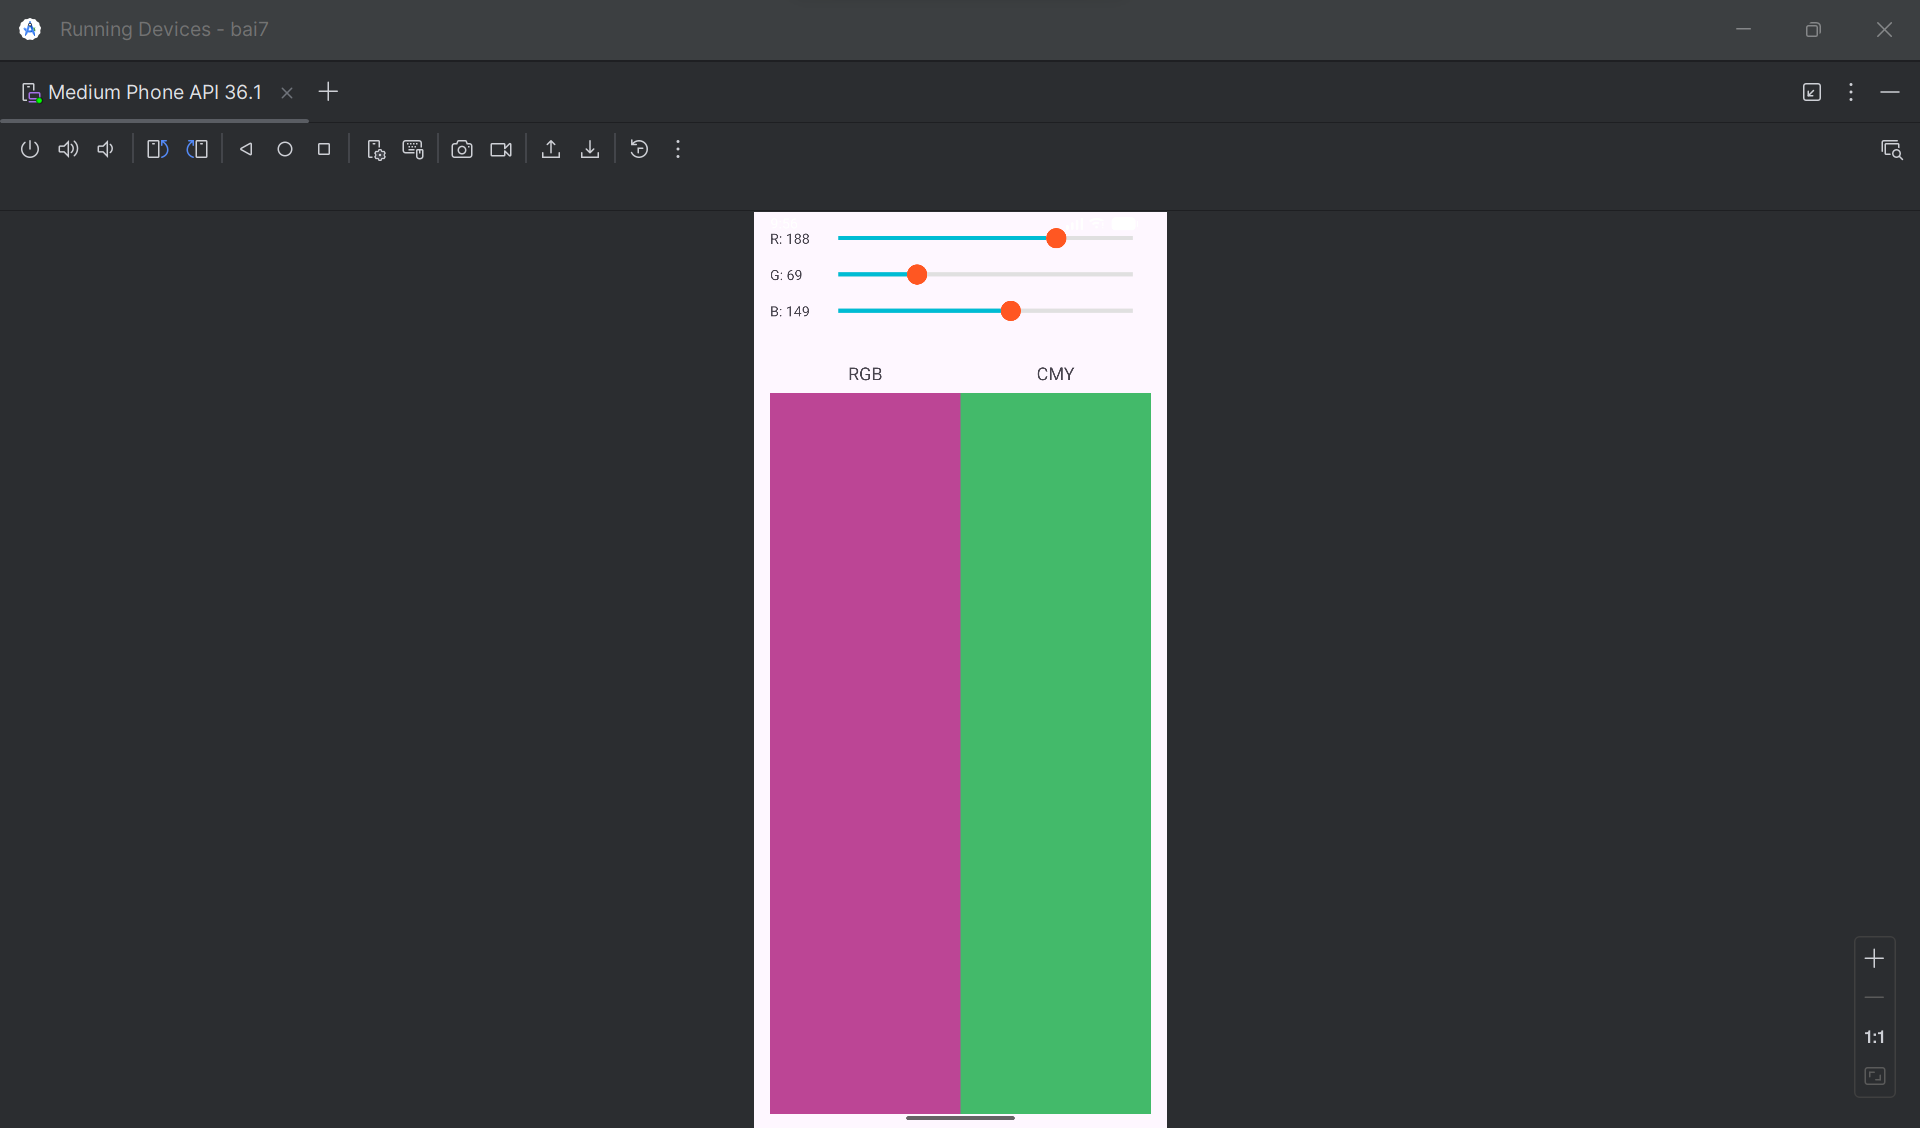 Running Devices - bai7
Medium Phone API 36.1
R: 188
G: 69
B: 149
RGB CMY
1:1